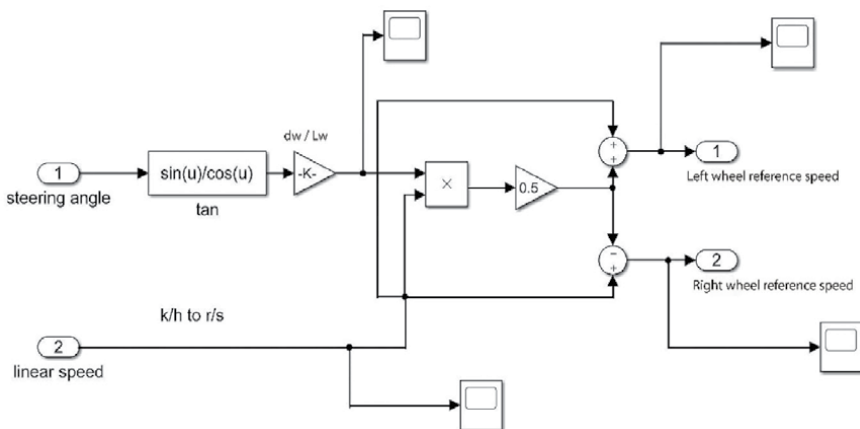 dw / Lw
1
sin(u)/cos(u)
-K-
×
0.5
+
+
1
steering angle
tan
Left wheel reference speed
−
+
2
Right wheel reference speed
k/h to r/s
2
linear speed